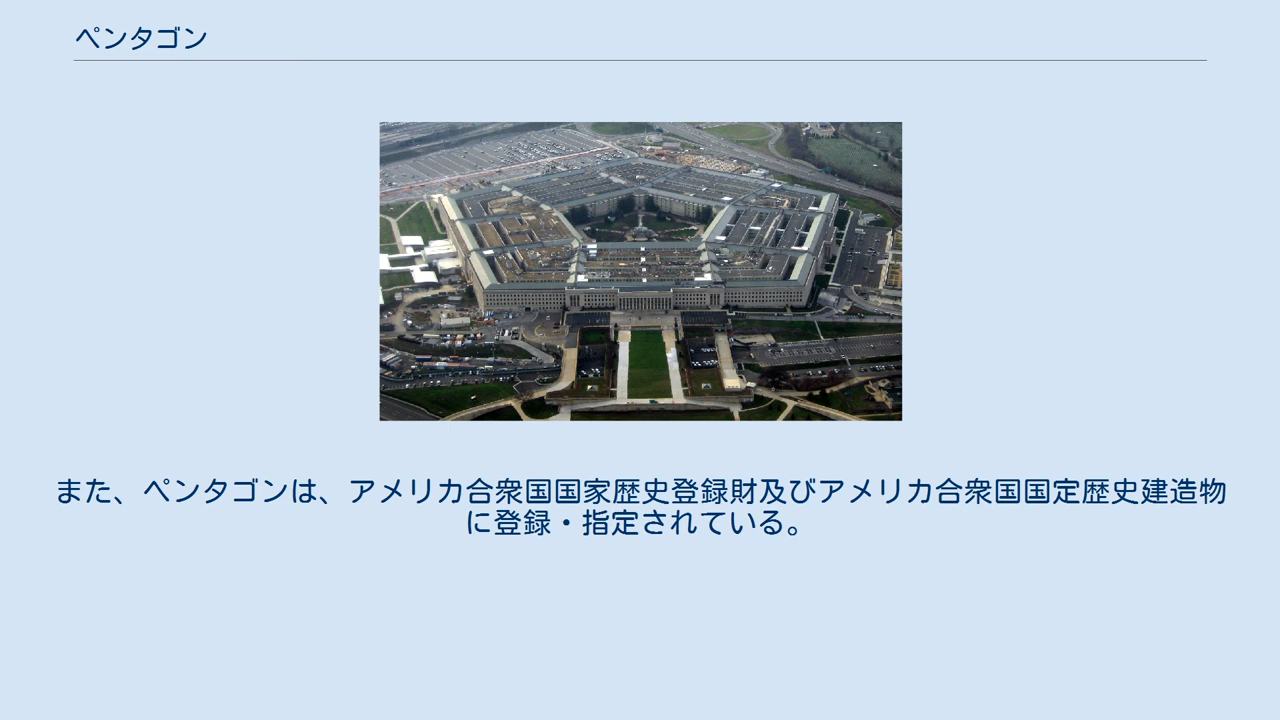 ペンタゴン
また、ペンタゴンは、アメリカ合衆国国家歴史登録財及びアメリカ合衆国国定歴史建造物
に登録・指定されている。